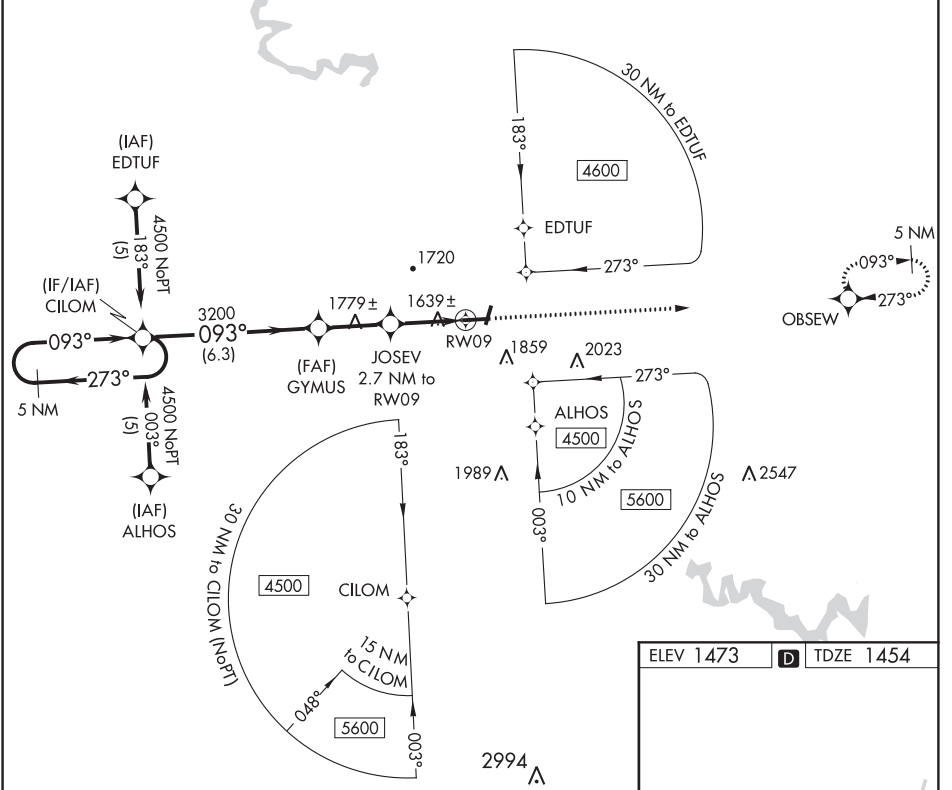 30 NM to EDTUF
183°
4600
EDTUF
273°
(IAF)
EDTUF
4500 NoPT
183°
(5)
(IF/IAF)
CILOM
093°
273°
5 NM
3200
093°
(6.3)
4500 NoPT
003°
(5)
(IAF)
ALHOS
(FAF)
GYMUS
1720
1779±
1639±
JOSEV
2.7 NM to
RW09
RW09
1859
2023
5 NM
093°
273°
OBSEW
273°
ALHOS
4500
10 NM to ALHOS
003°
5600
30 NM to ALHOS
1989
2547
183°
30 NM to CILOM (NoPT)
4500
CILOM
15 NM
to CILOM
048°
5600
003°
2994
ELEV 1473 D TDZE 1454